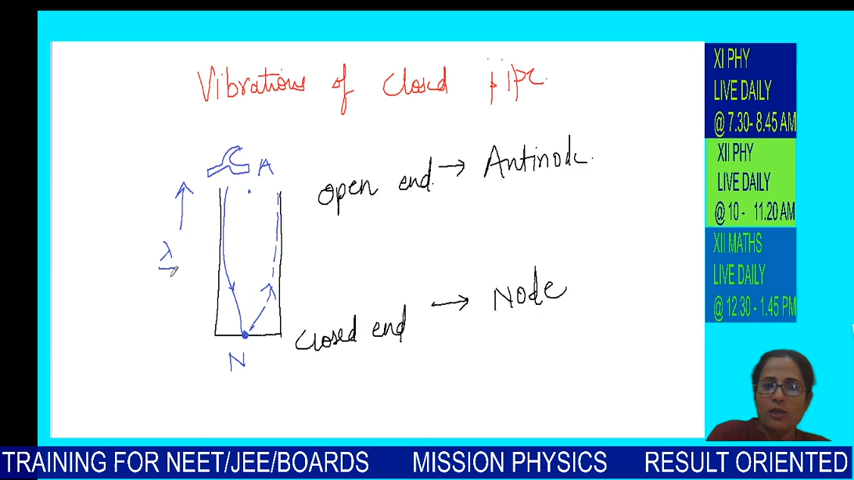 Vibrations of Closed pipe.
A
open end → Antinode.
λ
closed end → Node
N
XI PHY
LIVE DAILY
@ 7.30- 8.45 AM
XII PHY
LIVE DAILY
@ 10 - 11.20 AM
XII MATHS
LIVE DAILY
@ 12.30 - 1.45 PM
TRAINING FOR NEET/JEE/BOARDS MISSION PHYSICS RESULT ORIENTED